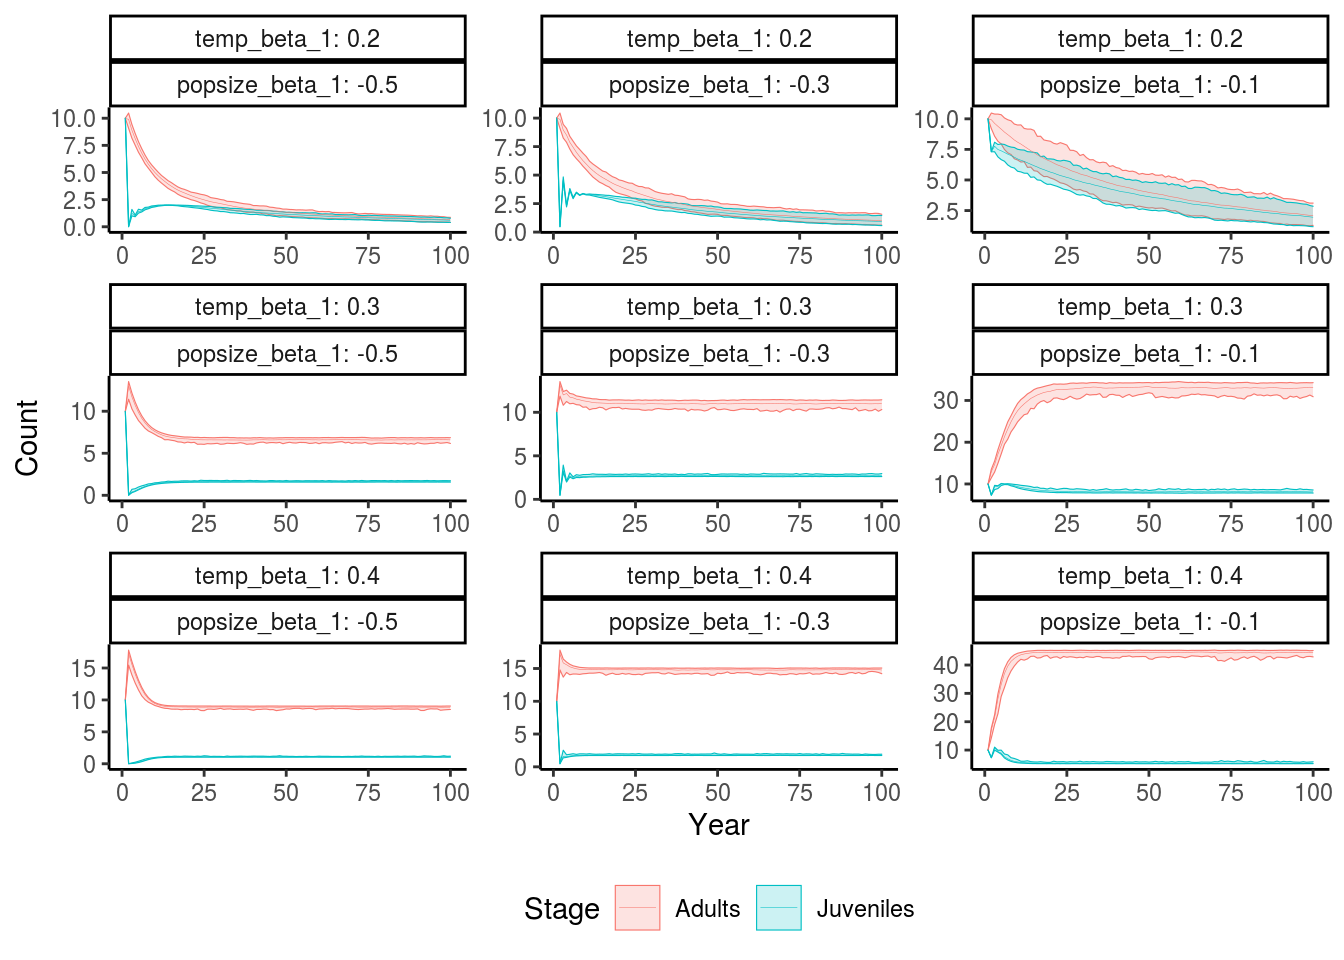 temp_beta_1: 0.2
popsize_beta_1: -0.5
10.0
7.5
5.0
2.5
0.0
0 25 50 75 100
temp_beta_1: 0.2
popsize_beta_1: -0.3
10.0
7.5
5.0
2.5
0.0
0 25 50 75 100
temp_beta_1: 0.2
popsize_beta_1: -0.1
10.0
7.5
5.0
2.5
0 25 50 75 100
temp_beta_1: 0.3
popsize_beta_1: -0.5
10
5
0
0 25 50 75 100
temp_beta_1: 0.3
popsize_beta_1: -0.3
10
5
0
0 25 50 75 100
temp_beta_1: 0.3
popsize_beta_1: -0.1
30
20
10
0 25 50 75 100
temp_beta_1: 0.4
popsize_beta_1: -0.5
15
10
5
0
0 25 50 75 100
temp_beta_1: 0.4
popsize_beta_1: -0.3
15
10
5
0
0 25 50 75 100
temp_beta_1: 0.4
popsize_beta_1: -0.1
40
30
20
10
0 25 50 75 100
Count
Year
Stage Adults Juveniles